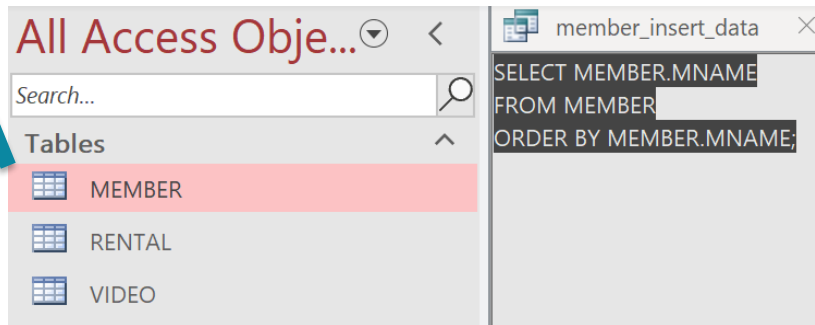 All Access Obje...
Search...
Tables
MEMBER
RENTAL
VIDEO
member_insert_data
SELECT MEMBER.MNAME
FROM MEMBER
ORDER BY MEMBER.MNAME;